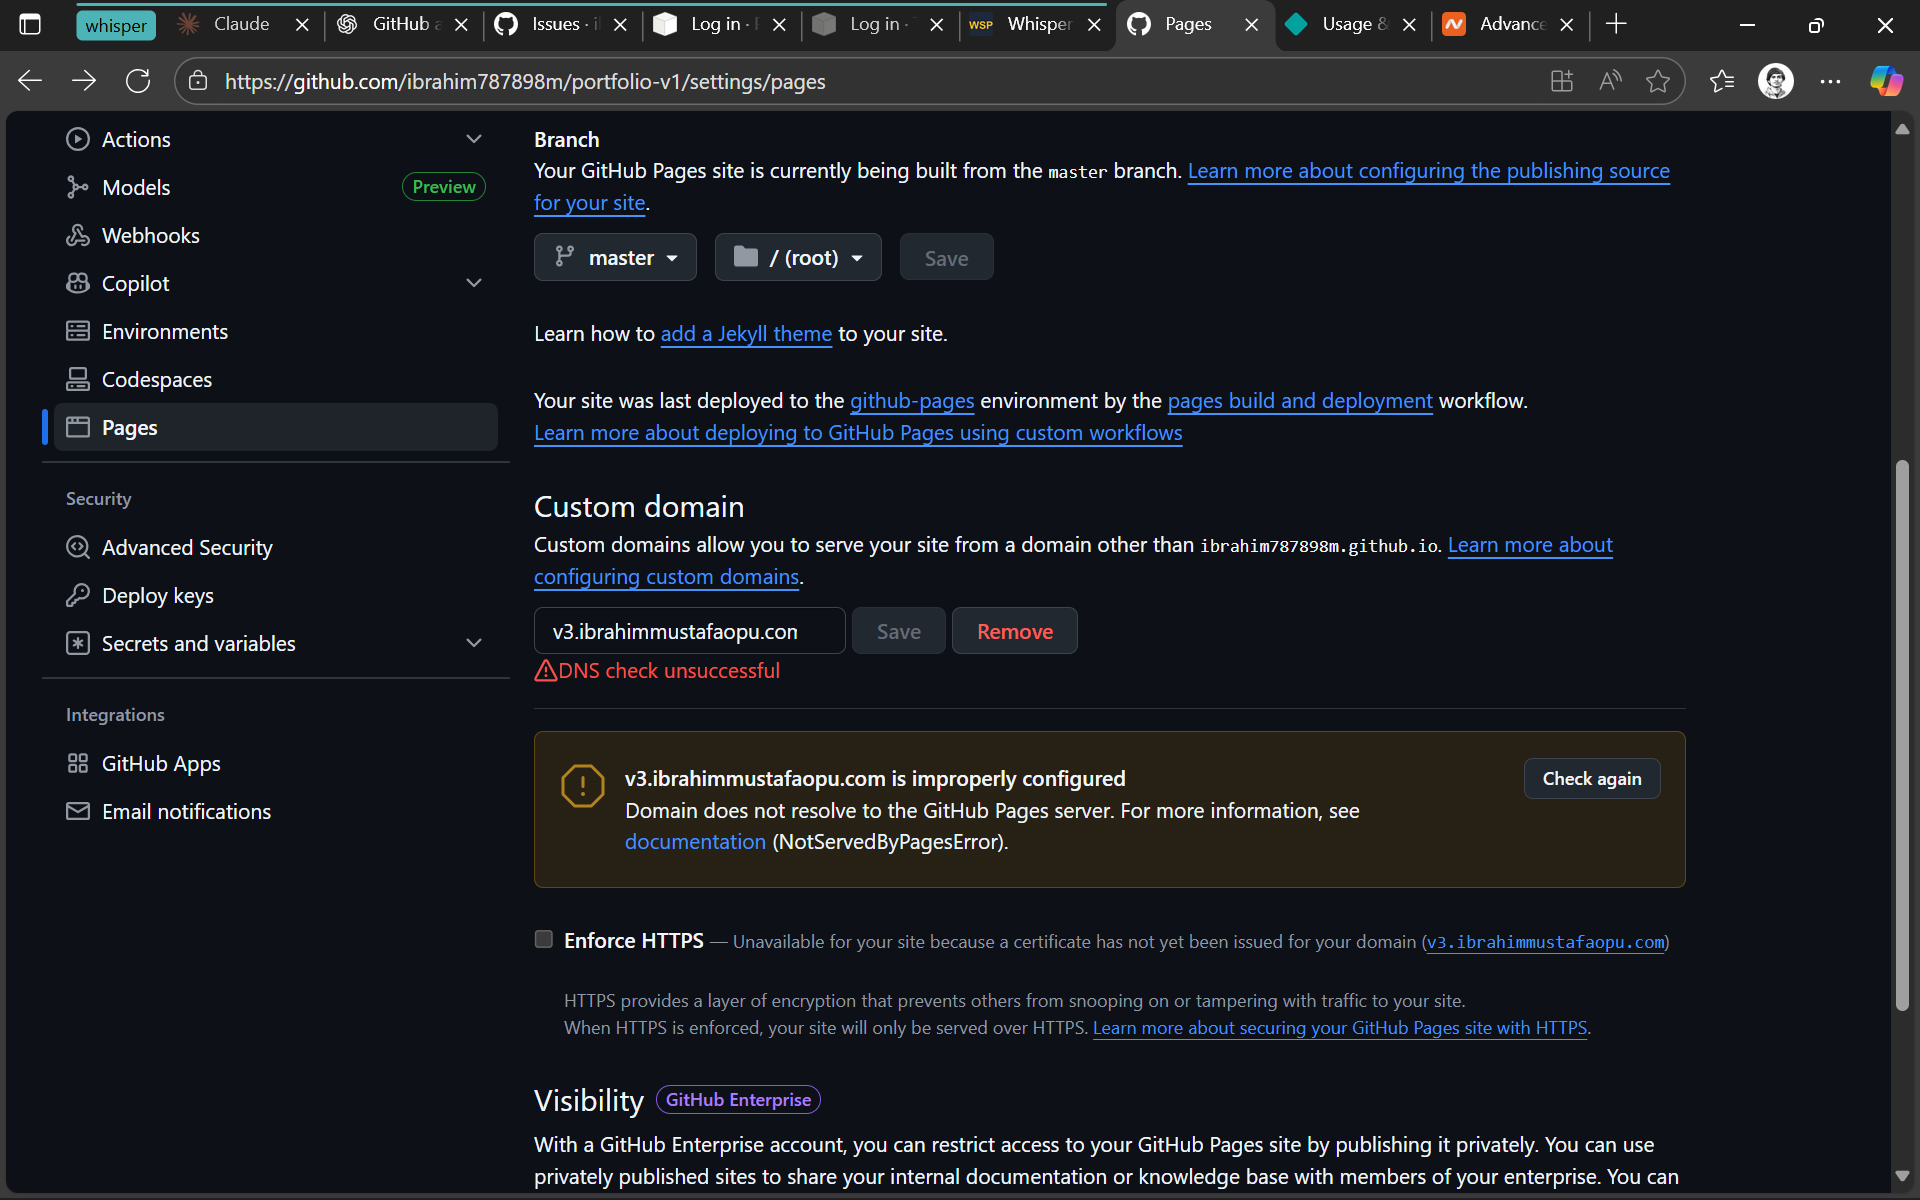 whisper
Claude
GitHub a
Issues · i
Log in ·
Log in ·
WSP Whisper
Pages
Usage &
Advance
https://github.com/ibrahim787898m/portfolio-v1/settings/pages
Actions
Models
Preview
Webhooks
Copilot
Environments
Codespaces
Pages
Security
Advanced Security
Deploy keys
Secrets and variables
Integrations
GitHub Apps
Email notifications
Branch
Your GitHub Pages site is currently being built from the master branch. Learn more about configuring the publishing source
for your site.
master
/ (root)
Save
Learn how to add a Jekyll theme to your site.
Your site was last deployed to the github-pages environment by the pages build and deployment workflow.
Learn more about deploying to GitHub Pages using custom workflows
Custom domain
Custom domains allow you to serve your site from a domain other than ibrahim787898m.github.io. Learn more about
configuring custom domains.
v3.ibrahimmustafaopu.con
Save
Remove
DNS check unsuccessful
v3.ibrahimmustafaopu.com is improperly configured
Check again
Domain does not resolve to the GitHub Pages server. For more information, see
documentation (NotServedByPagesError).
Enforce HTTPS — Unavailable for your site because a certificate has not yet been issued for your domain (v3.ibrahimmustafaopu.com)
HTTPS provides a layer of encryption that prevents others from snooping on or tampering with traffic to your site.
When HTTPS is enforced, your site will only be served over HTTPS. Learn more about securing your GitHub Pages site with HTTPS.
Visibility
GitHub Enterprise
With a GitHub Enterprise account, you can restrict access to your GitHub Pages site by publishing it privately. You can use
privately published sites to share your internal documentation or knowledge base with members of your enterprise. You can